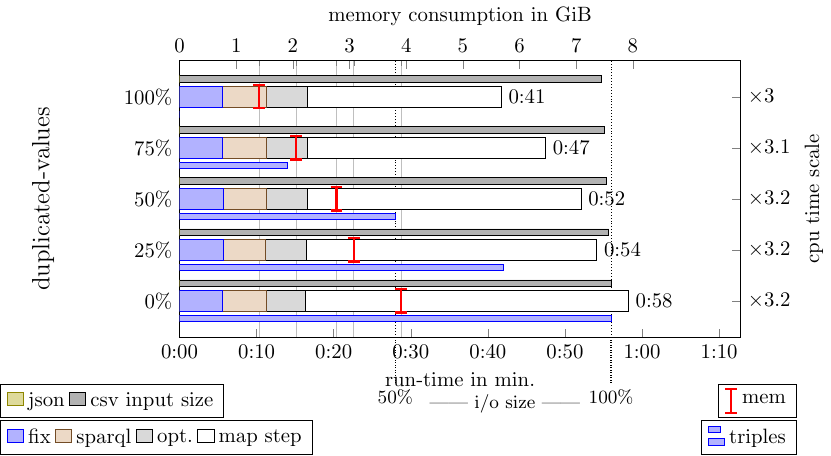 memory consumption in GiB
0 1 2 3 4 5 6 7 8
duplicated-values
100% 0:41 ×3
75% 0:47 ×3.1
50% 0:52 ×3.2
25% 0:54 ×3.2
0% 0:58 ×3.2
cpu time scale
0:00 0:10 0:20 0:30 0:40 0:50 1:00 1:10
run-time in min.
50% i/o size 100%
json csv input size mem
fix sparql opt. map step triples